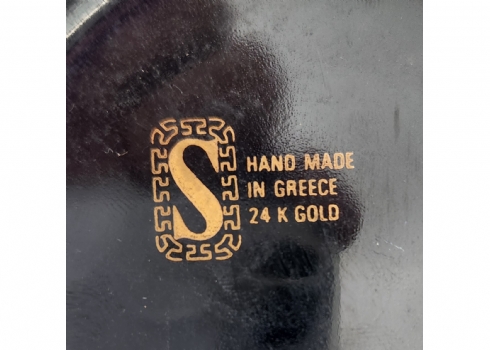 S
HAND MADE
IN GREECE
24 K GOLD